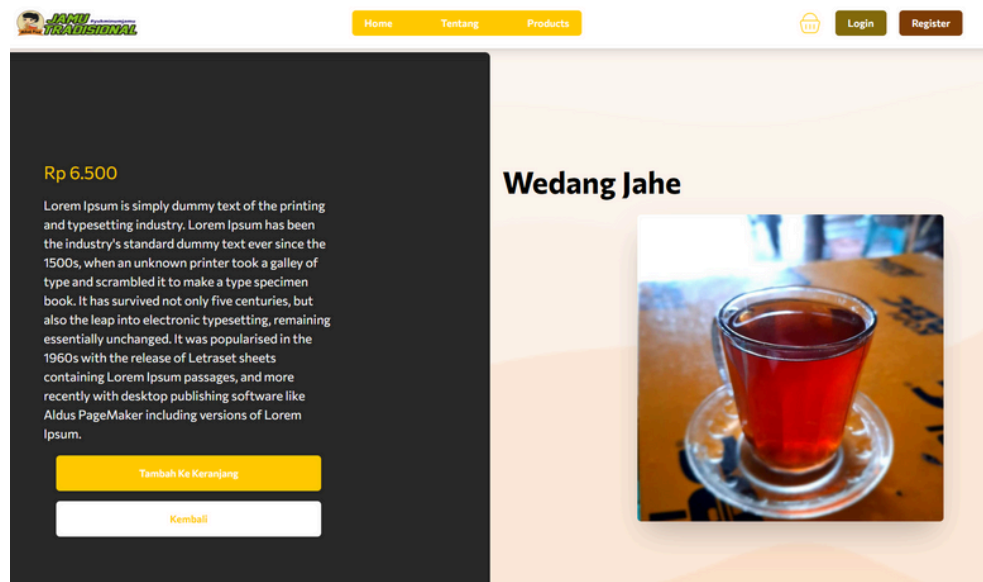 JAMU #yukminumjamu
TRADISIONAL
Home Tentang Products
Login Register
Rp 6.500
Lorem Ipsum is simply dummy text of the printing
and typesetting industry. Lorem Ipsum has been
the industry's standard dummy text ever since the
1500s, when an unknown printer took a galley of
type and scrambled it to make a type specimen
book. It has survived not only five centuries, but
also the leap into electronic typesetting, remaining
essentially unchanged. It was popularised in the
1960s with the release of Letraset sheets
containing Lorem Ipsum passages, and more
recently with desktop publishing software like
Aldus PageMaker including versions of Lorem
Ipsum.
Tambah Ke Keranjang
Kembali
Wedang Jahe